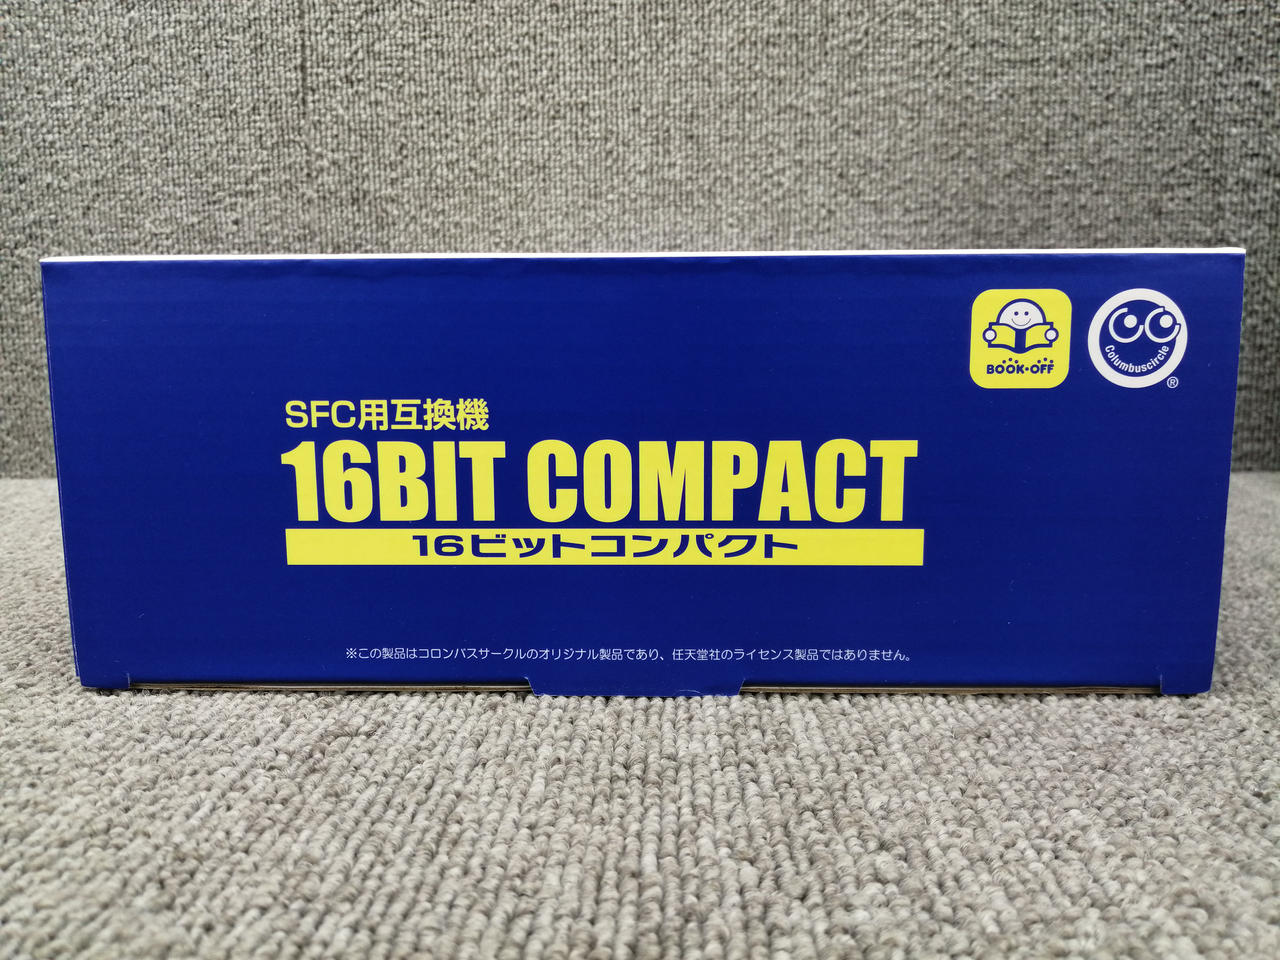 BOOK・OFF
Columbuscircle
®
SFC用互換機
16BIT COMPACT
16ビットコンパクト
※この製品はコロンバスサークルのオリジナル製品であり、任天堂社のライセンス製品ではありません。